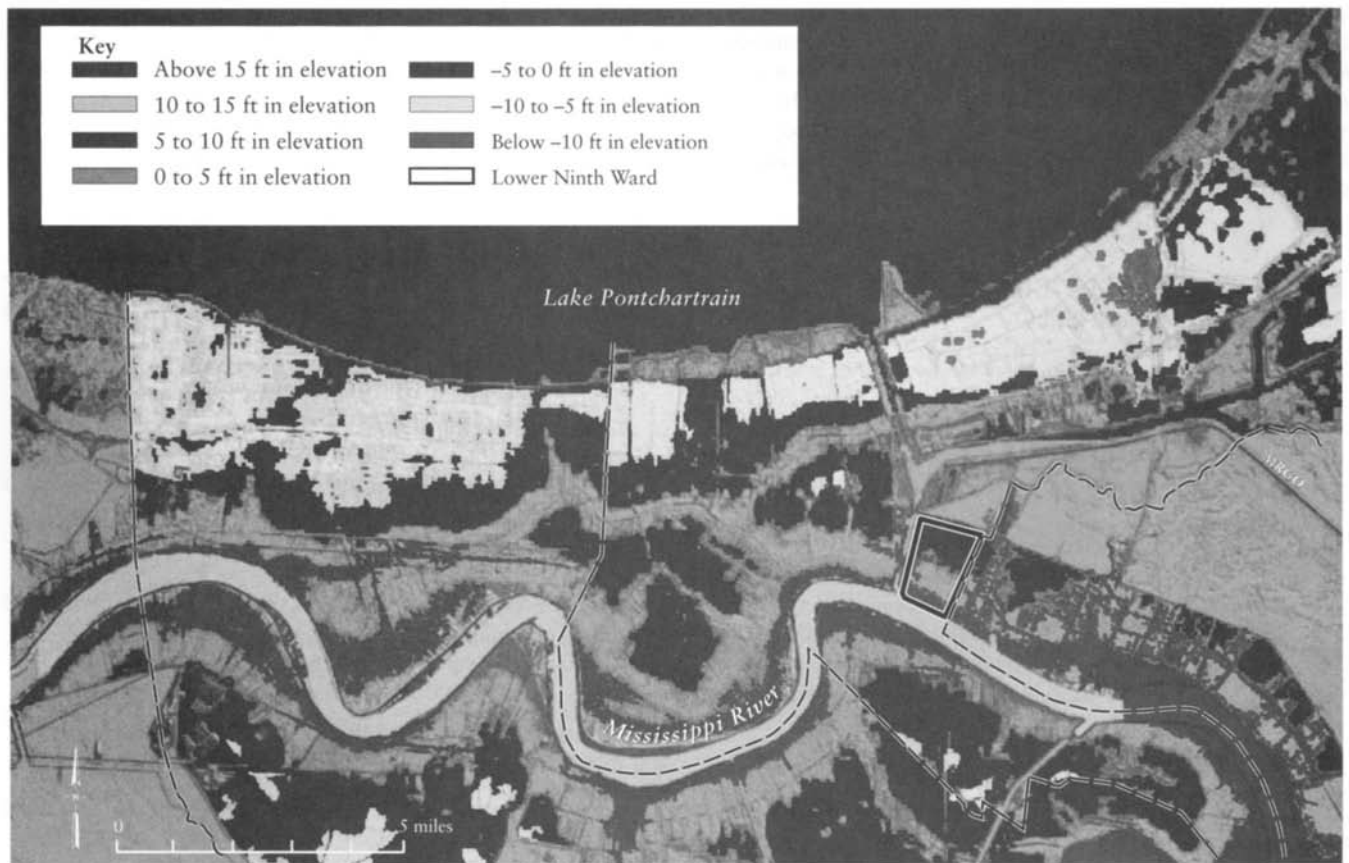 Key
Above 15 ft in elevation
10 to 15 ft in elevation
5 to 10 ft in elevation
0 to 5 ft in elevation
–5 to 0 ft in elevation
–10 to –5 ft in elevation
Below –10 ft in elevation
Lower Ninth Ward
Lake Pontchartrain
MRGO
Mississippi River
0
5 miles